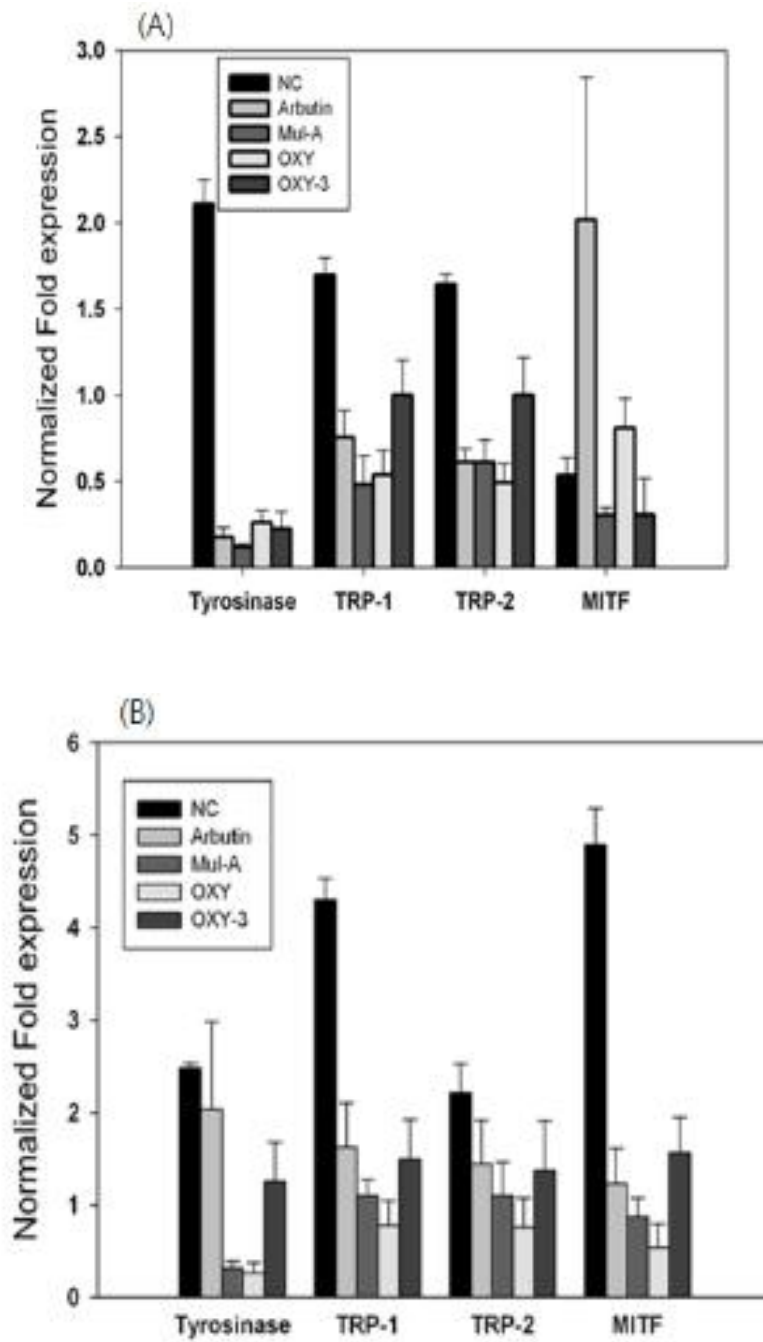 (A)
Normalized Fold expression
3.0
2.5
2.0
1.5
1.0
0.5
0.0
NC
Arbutin
Mul-A
OXY
OXY-3
Tyrosinase TRP-1 TRP-2 MITF
(B)
Normalized Fold expression
6
5
4
3
2
1
0
NC
Arbutin
Mul-A
OXY
OXY-3
Tyrosinase TRP-1 TRP-2 MITF